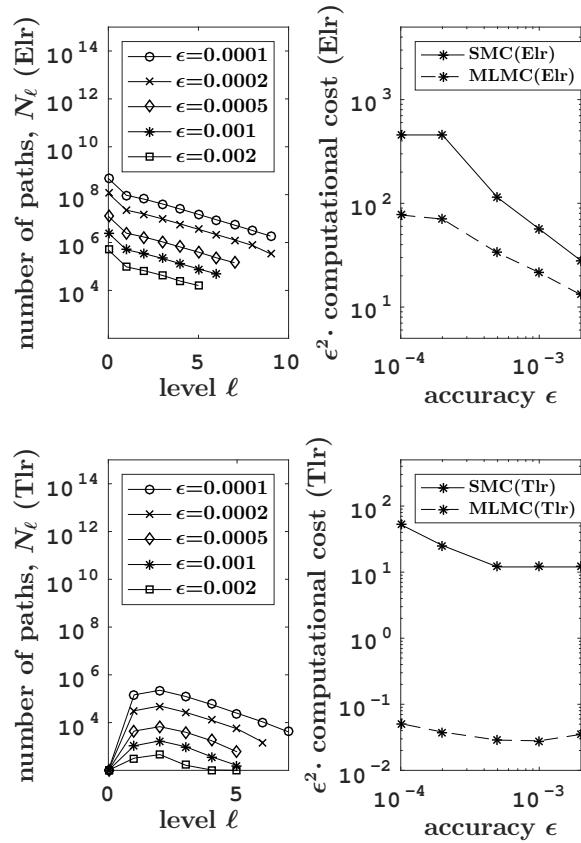 number of paths, N_ℓ (Elr)
10^14
10^12
10^10
10^8
10^6
10^4
ϵ=0.0001
ϵ=0.0002
ϵ=0.0005
ϵ=0.001
ϵ=0.002
0 5 10
level ℓ
ϵ²· computational cost (Elr)
10^3
10^2
10^1
SMC(Elr)
MLMC(Elr)
10^-4 10^-3
accuracy ϵ
number of paths, N_ℓ (Tlr)
10^14
10^12
10^10
10^8
10^6
10^4
ϵ=0.0001
ϵ=0.0002
ϵ=0.0005
ϵ=0.001
ϵ=0.002
0 5
level ℓ
ϵ²· computational cost (Tlr)
10^2
10^1
10^0
10^-1
10^-2
SMC(Tlr)
MLMC(Tlr)
10^-4 10^-3
accuracy ϵ